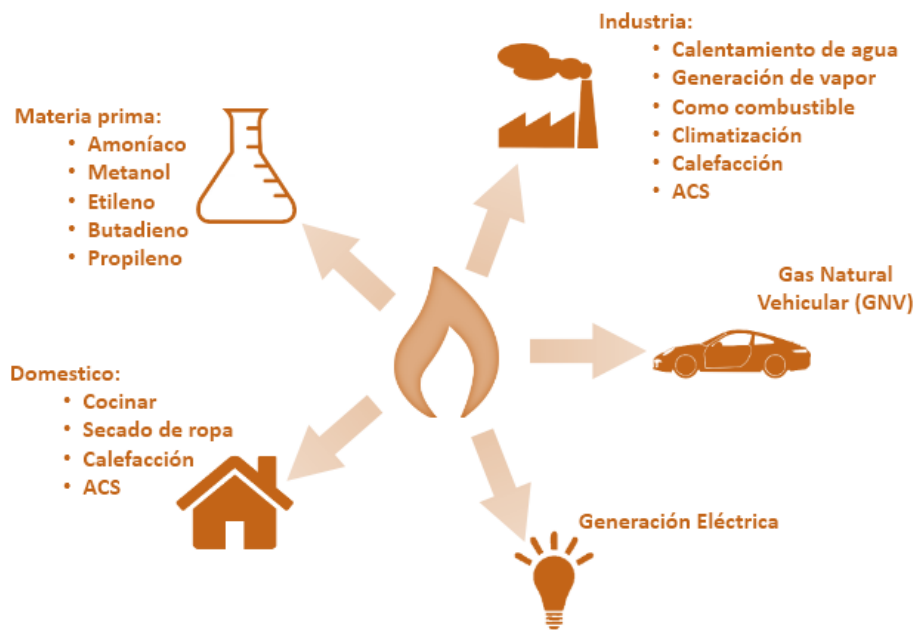 Industria:
• Calentamiento de agua
• Generación de vapor
• Como combustible
• Climatización
• Calefacción
• ACS
Materia prima:
• Amoníaco
• Metanol
• Etileno
• Butadieno
• Propileno
Gas Natural
Vehicular (GNV)
Domestico:
• Cocinar
• Secado de ropa
• Calefacción
• ACS
Generación Eléctrica